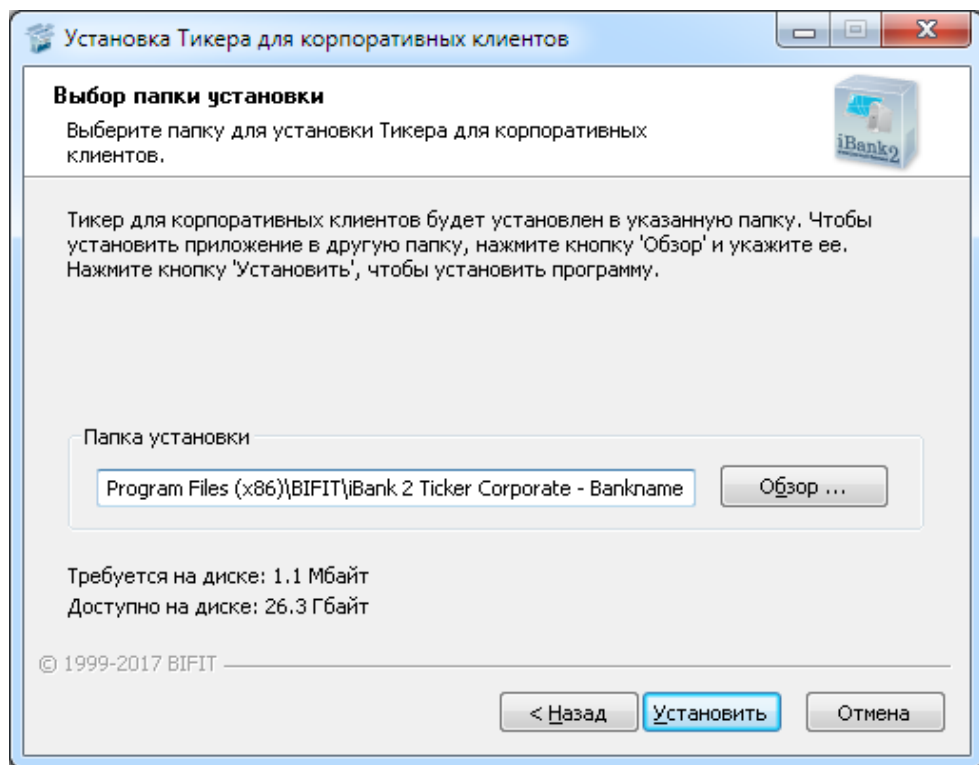 Установка Тикера для корпоративных клиентов
Выбор папки установки
Выберите папку для установки Тикера для корпоративных
клиентов.
iBank2
Тикер для корпоративных клиентов будет установлен в указанную папку. Чтобы
установить приложение в другую папку, нажмите кнопку 'Обзор' и укажите ее.
Нажмите кнопку 'Установить', чтобы установить программу.
Папка установки
Program Files (x86)\BIFIT\iBank 2 Ticker Corporate - Bankname
Обзор ...
Требуется на диске: 1.1 Мбайт
Доступно на диске: 26.3 Гбайт
© 1999-2017 BIFIT
< Назад
Установить
Отмена